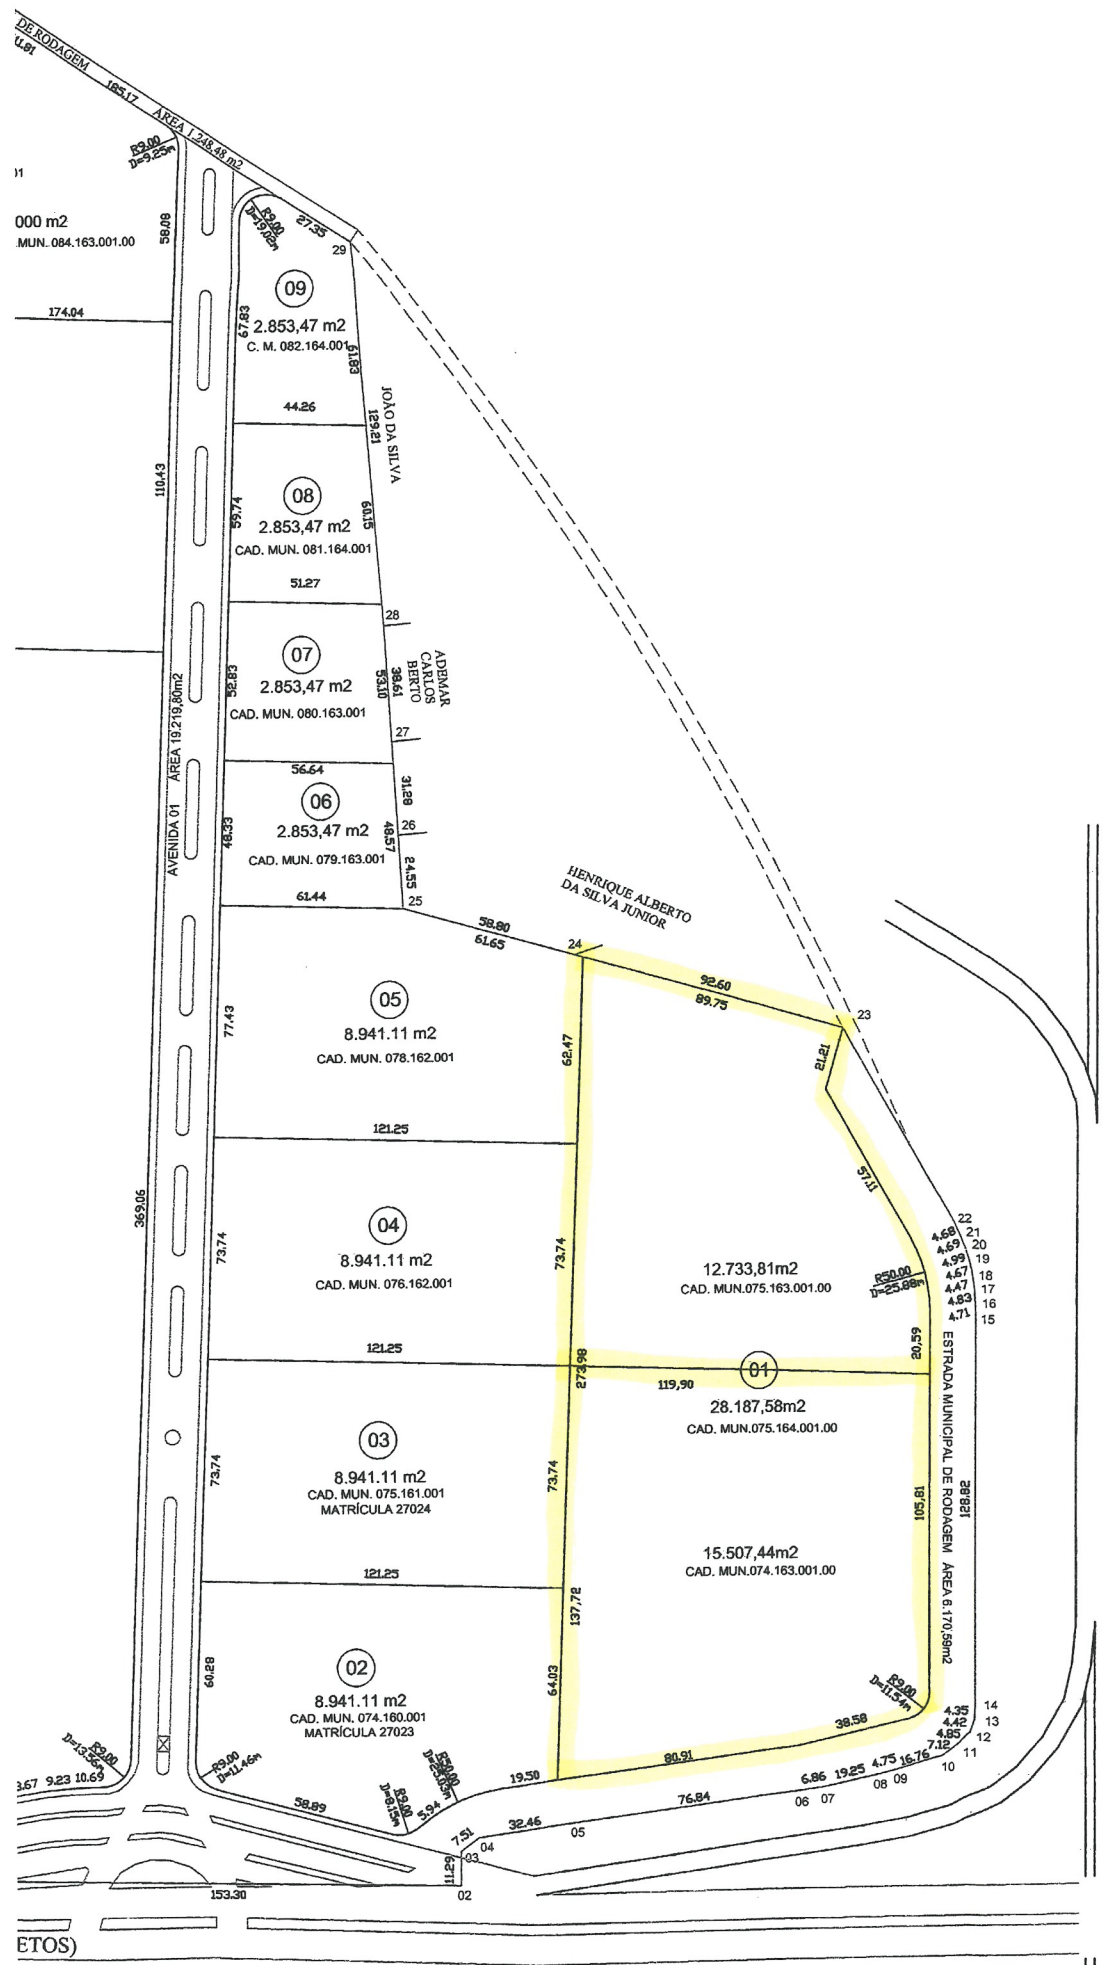 DE RODAGEM
185.17
ÁREA 1.248,48 m2
R9.00
D=9.25m
01
000 m2
.MUN. 084.163.001.00
58.08
R9.00
D=19.02m
27.35
29
09
2.853,47 m2
C. M. 082.164.001
67.83
61.83
174.04
44.26
129.21
JOÃO DA SILVA
110.43
08
2.853,47 m2
CAD. MUN. 081.164.001
59.74
60.15
51.27
28
07
2.853,47 m2
CAD. MUN. 080.163.001
52.83
53.10
38.61
ADEMAR
CARLOS
BERTO
27
AVENIDA 01 ÁREA 19.219,80m2
56.64
31.28
06
2.853,47 m2
CAD. MUN. 079.163.001
48.33
48.57
26
24.55
61.44
25
58.80
61.65
HENRIQUE ALBERTO
DA SILVA JUNIOR
24
92.60
89.75
23
05
8.941.11 m2
CAD. MUN. 078.162.001
77.43
62.47
21.21
121.25
57.11
369.06
04
8.941.11 m2
CAD. MUN. 076.162.001
73.74
73.74
12.733,81m2
CAD. MUN.075.163.001.00
R50.00
D=25.88m
22
4.68
21
4.69
20
4.99
19
4.67
18
4.47
17
4.83
16
4.71
15
20,59
121.25
273.98
119,90
01
28.187,58m2
CAD. MUN.075.164.001.00
03
8.941.11 m2
CAD. MUN. 075.161.001
MATRÍCULA 27024
73.74
73.74
105,81
ESTRADA MUNICIPAL DE RODAGEM ÁREA 6.170,59m2
128.82
15.507,44m2
CAD. MUN.074.163.001.00
121.25
137,72
02
8.941.11 m2
CAD. MUN. 074.160.001
MATRÍCULA 27023
60.28
64.03
R9.00
D=11.54m
38.58
80.91
4.35
14
4.42
13
4.85
12
7.12
11
16.76
10
4.75
08
09
19.25
6.86
06
07
R9.00
D=13.56m
3.67 9.23 10.69
R9.00
D=11.46m
58.89
R9.00
D=8.15m
5.94
R50.00
D=25.03m
19.50
76.84
32.46
05
7.51
04
03
11.29
02
153.30
ETOS)